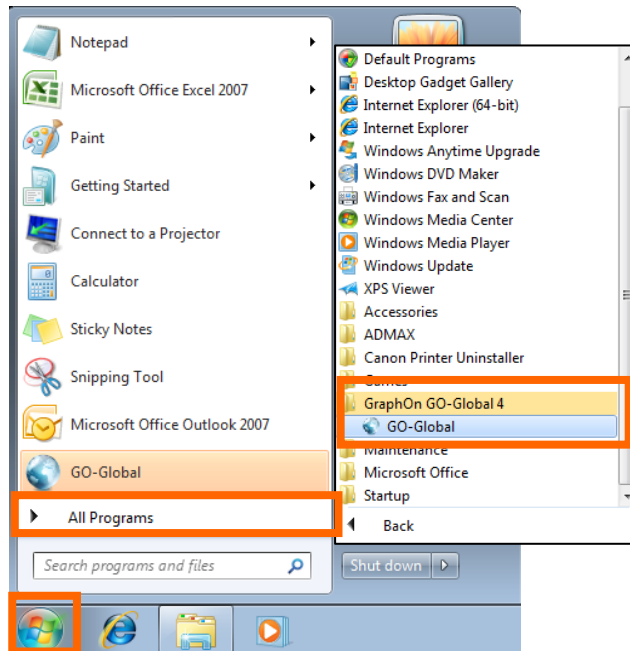 Notepad
Microsoft Office Excel 2007
Paint
Getting Started
Connect to a Projector
Calculator
Sticky Notes
Snipping Tool
Microsoft Office Outlook 2007
GO-Global
All Programs
Search programs and files
Default Programs
Desktop Gadget Gallery
Internet Explorer (64-bit)
Internet Explorer
Windows Anytime Upgrade
Windows DVD Maker
Windows Fax and Scan
Windows Media Center
Windows Media Player
Windows Update
XPS Viewer
Accessories
ADMAX
Canon Printer Uninstaller
Games
GraphOn GO-Global 4
GO-Global
Maintenance
Microsoft Office
Startup
Back
Shut down